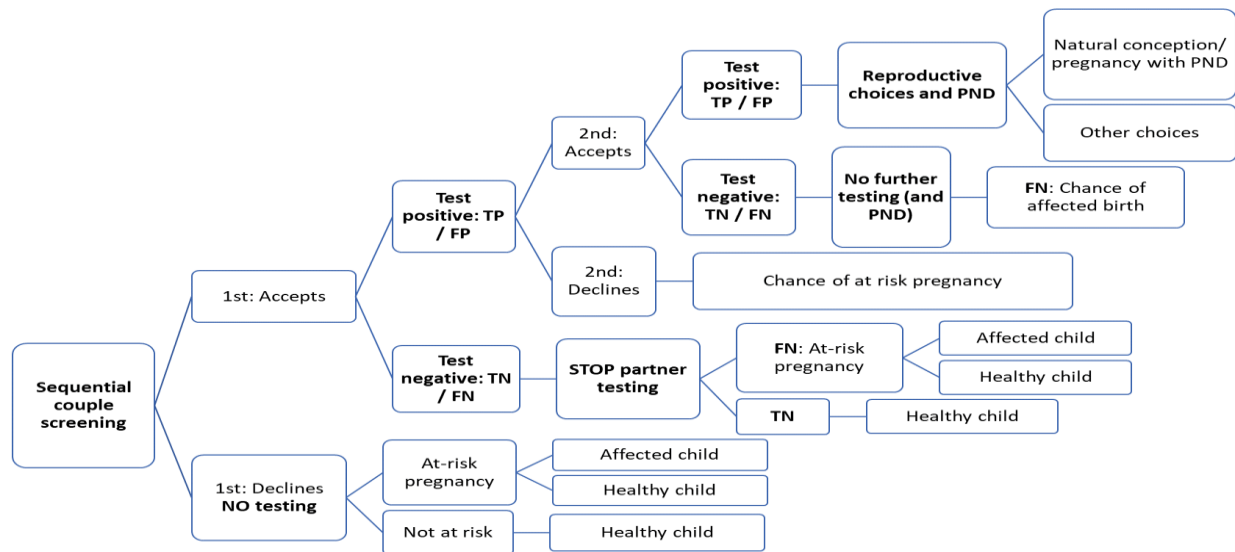 Sequential
couple
screening
1st: Accepts
Test
positive: TP
/ FP
2nd:
Accepts
Test
positive:
TP / FP
Reproductive
choices and PND
Natural conception/
pregnancy with PND
Other choices
Test
negative:
TN / FN
No further
testing (and
PND)
FN: Chance of
affected birth
2nd:
Declines
Chance of at risk pregnancy
Test
negative: TN
/ FN
STOP partner
testing
FN: At-risk
pregnancy
Affected child
Healthy child
TN
Healthy child
1st: Declines
NO testing
At-risk
pregnancy
Affected child
Healthy child
Not at risk
Healthy child